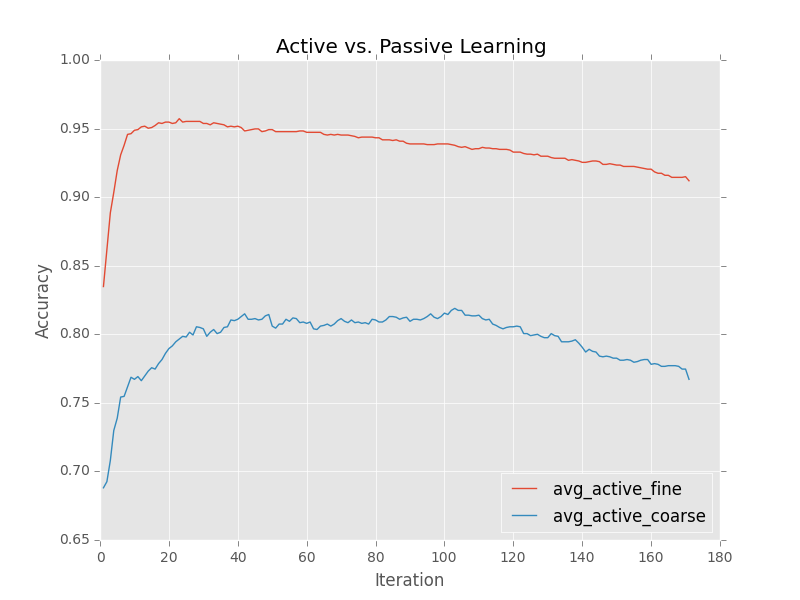 Active vs. Passive Learning
1.00
0.95
0.90
0.85
0.80
0.75
0.70
0.65
Accuracy
avg_active_fine
avg_active_coarse
0 20 40 60 80 100 120 140 160 180
Iteration